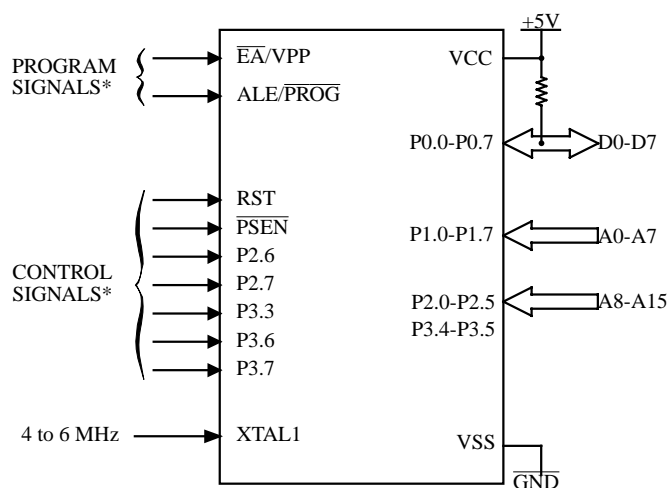 PROGRAM
SIGNALS*
EA/VPP
ALE/PROG
CONTROL
SIGNALS*
RST
PSEN
P2.6
P2.7
P3.3
P3.6
P3.7
4 to 6 MHz
XTAL1
+5V
VCC
P0.0-P0.7
D0-D7
P1.0-P1.7
A0-A7
P2.0-P2.5
P3.4-P3.5
A8-A15
VSS
GND